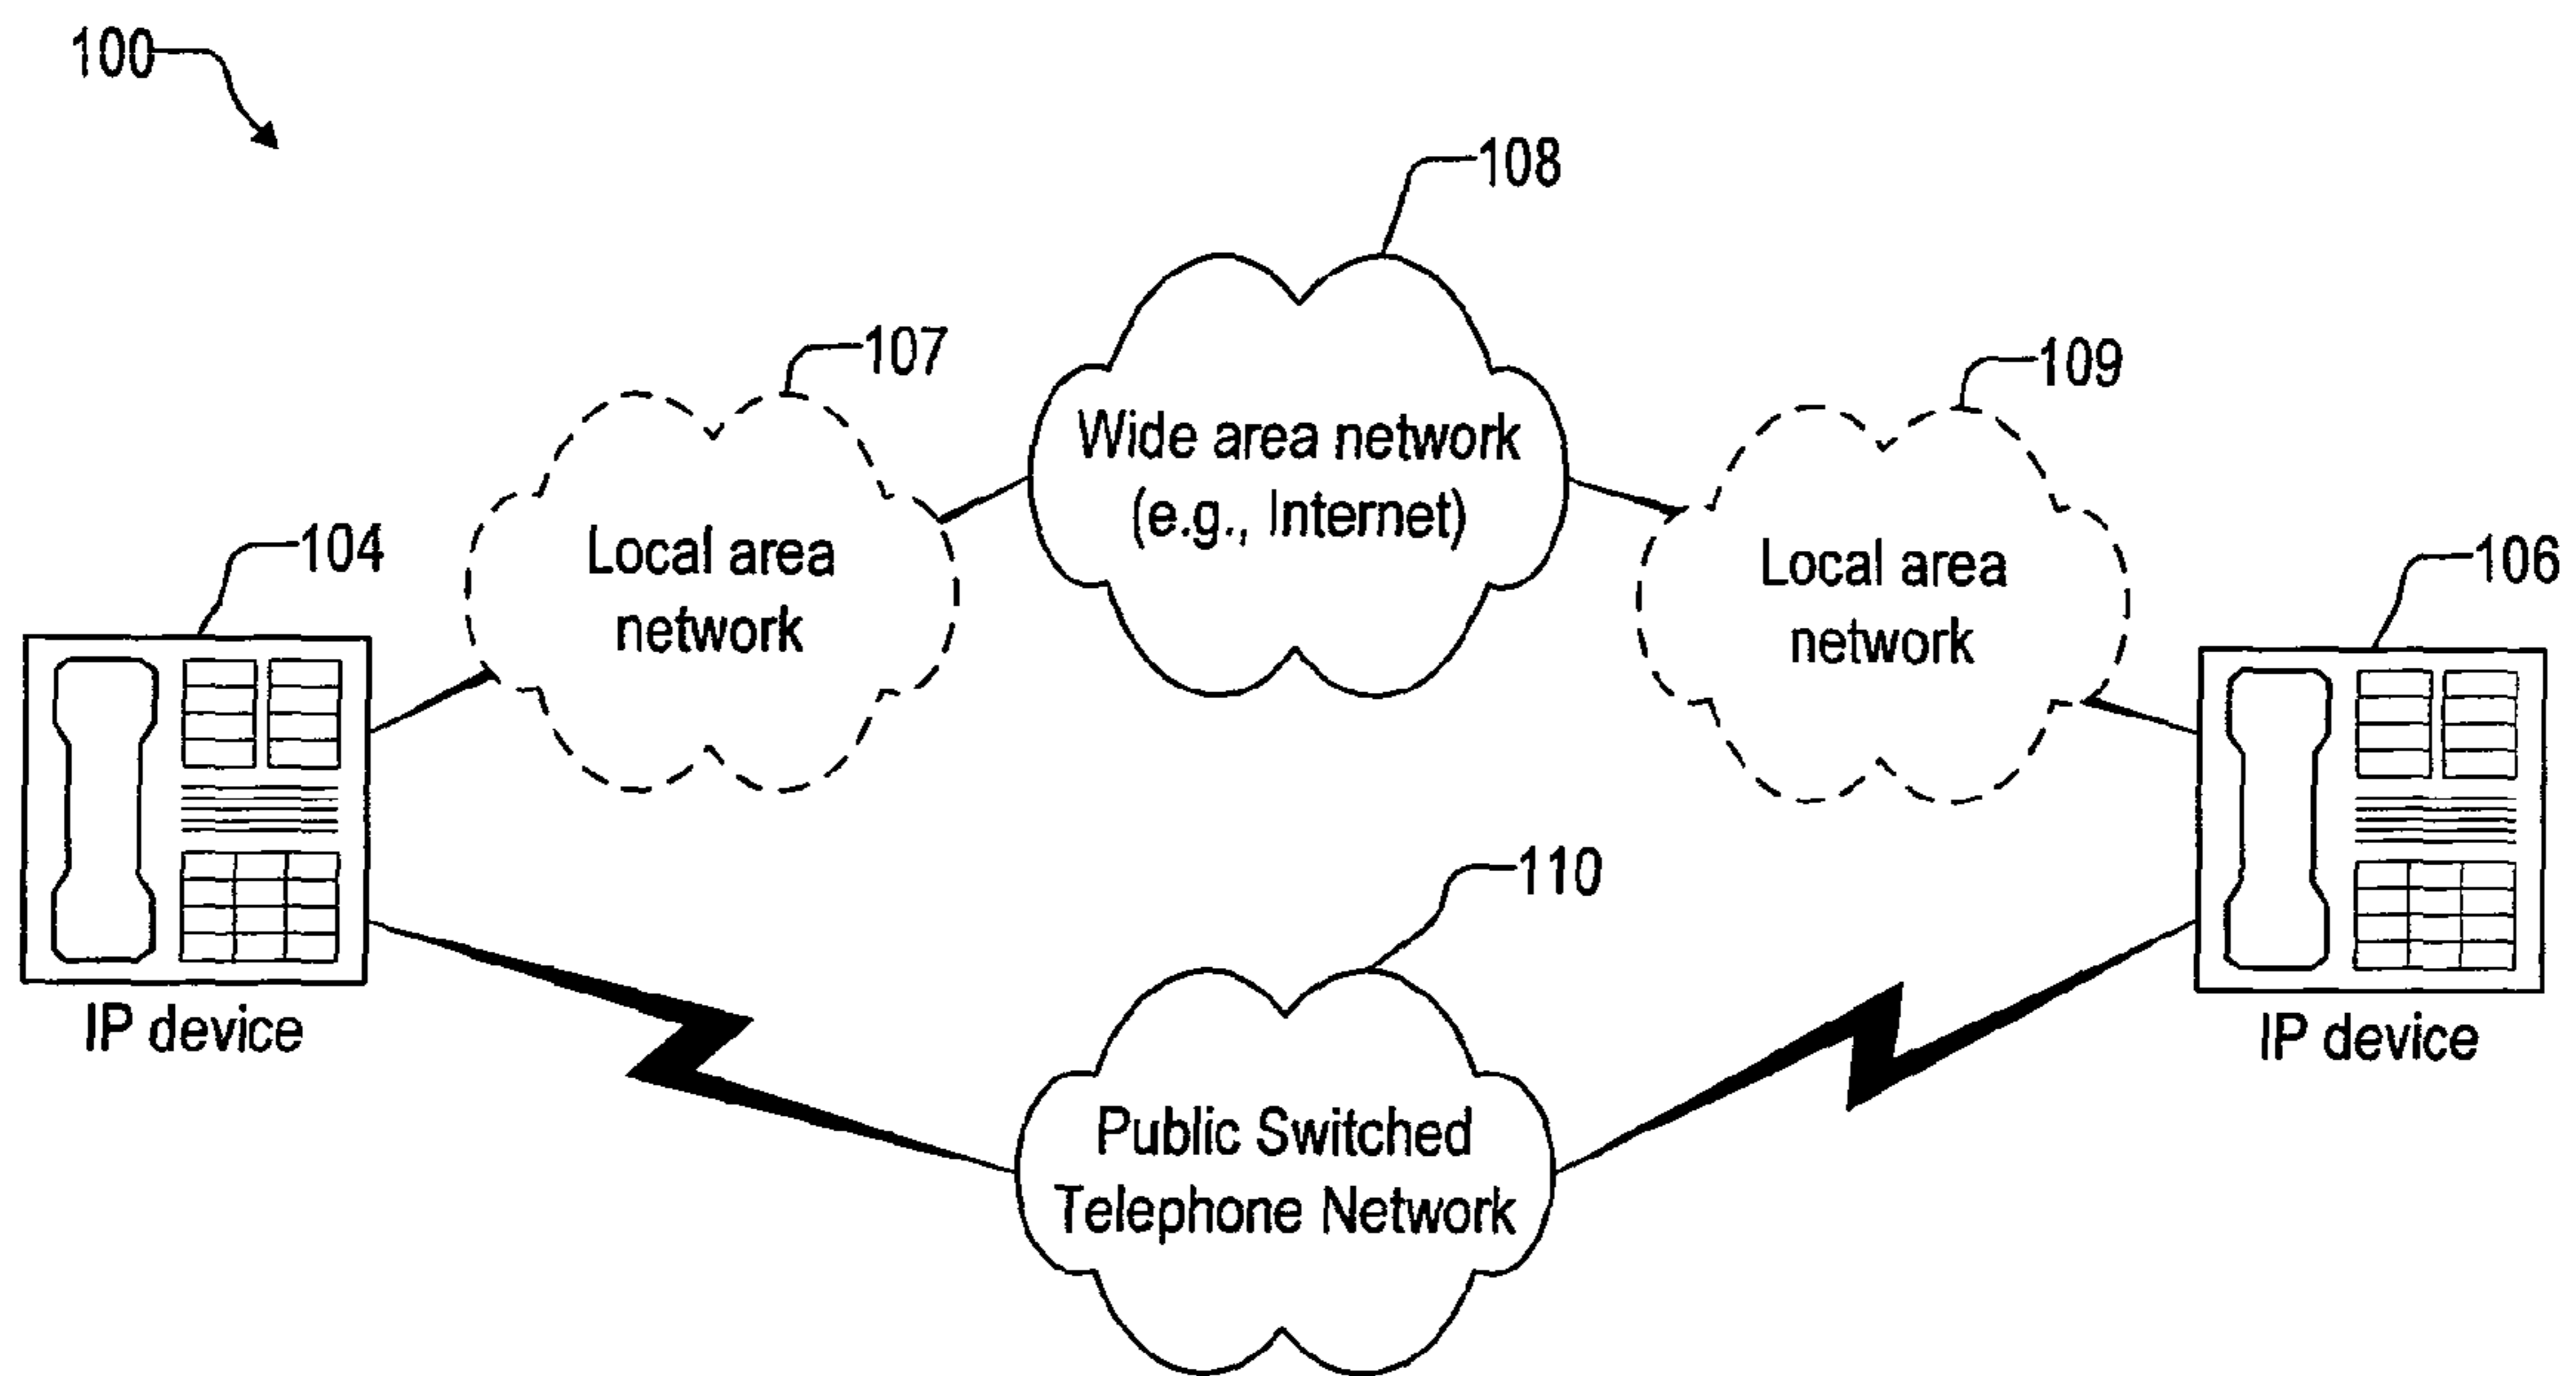 100
108
107
109
Wide area network
(e.g., Internet)
104
Local area
network
Local area
network
106
110
IP device
IP device
Public Switched
Telephone Network